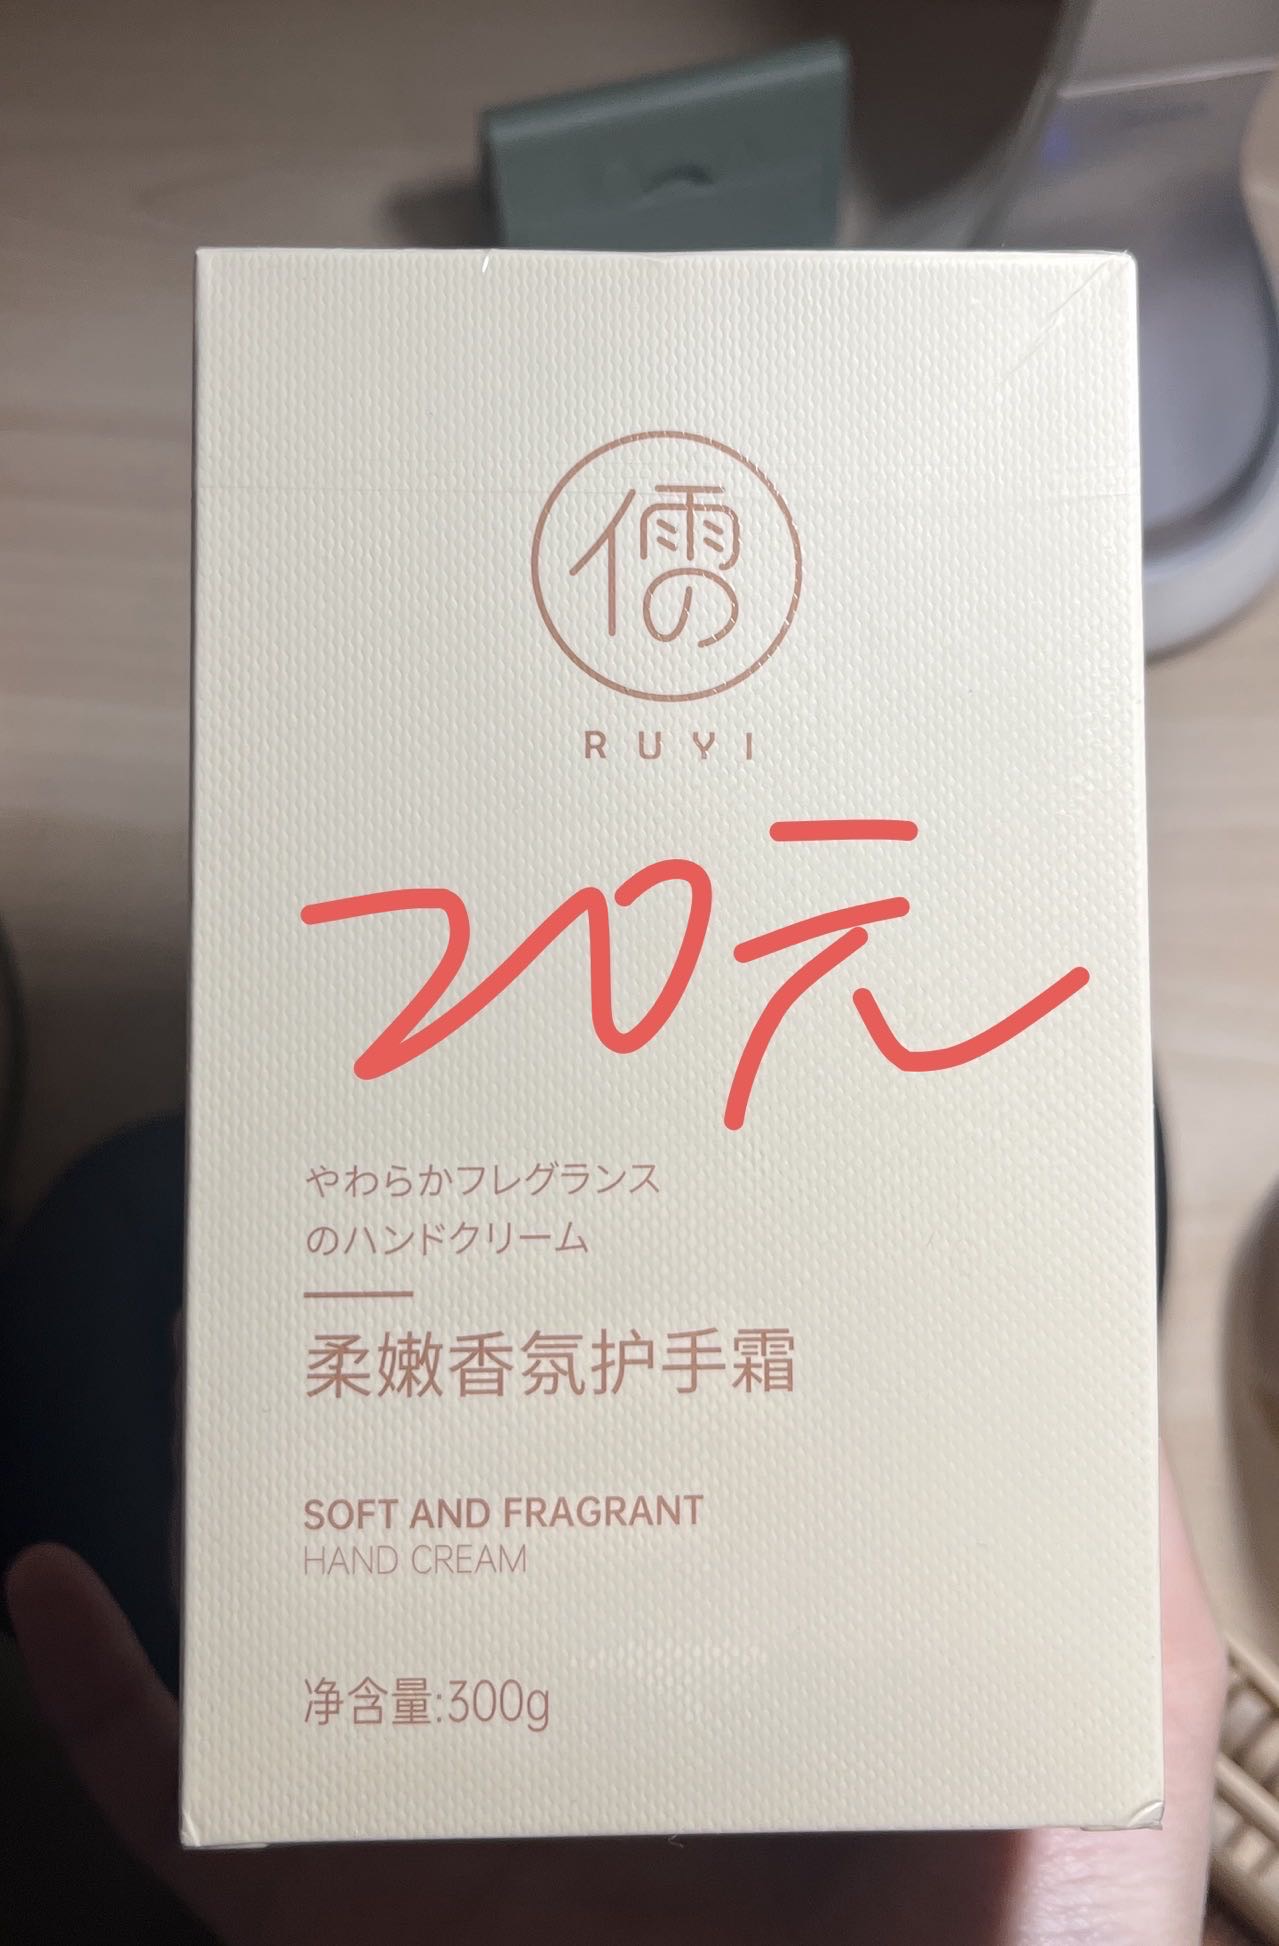 儒の
RUYI
20元
やわらかフレグランス
のハンドクリーム
柔嫩香氛护手霜
SOFT AND FRAGRANT
HAND CREAM
净含量:300g